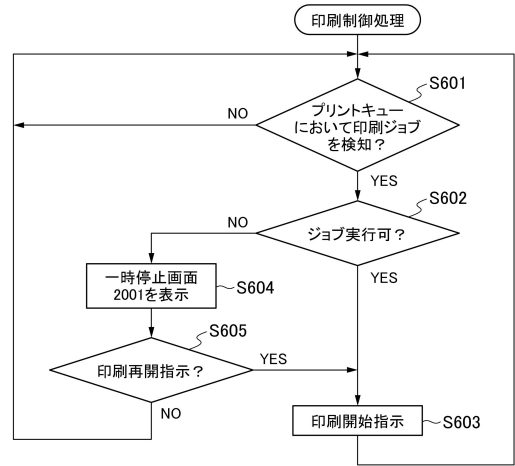 印刷制御処理
S601
プリントキュー
において印刷ジョブ
を検知？
NO
YES
S602
ジョブ実行可？
NO
YES
一時停止画面
2001を表示
S604
S605
印刷再開指示？
YES
NO
印刷開始指示
S603